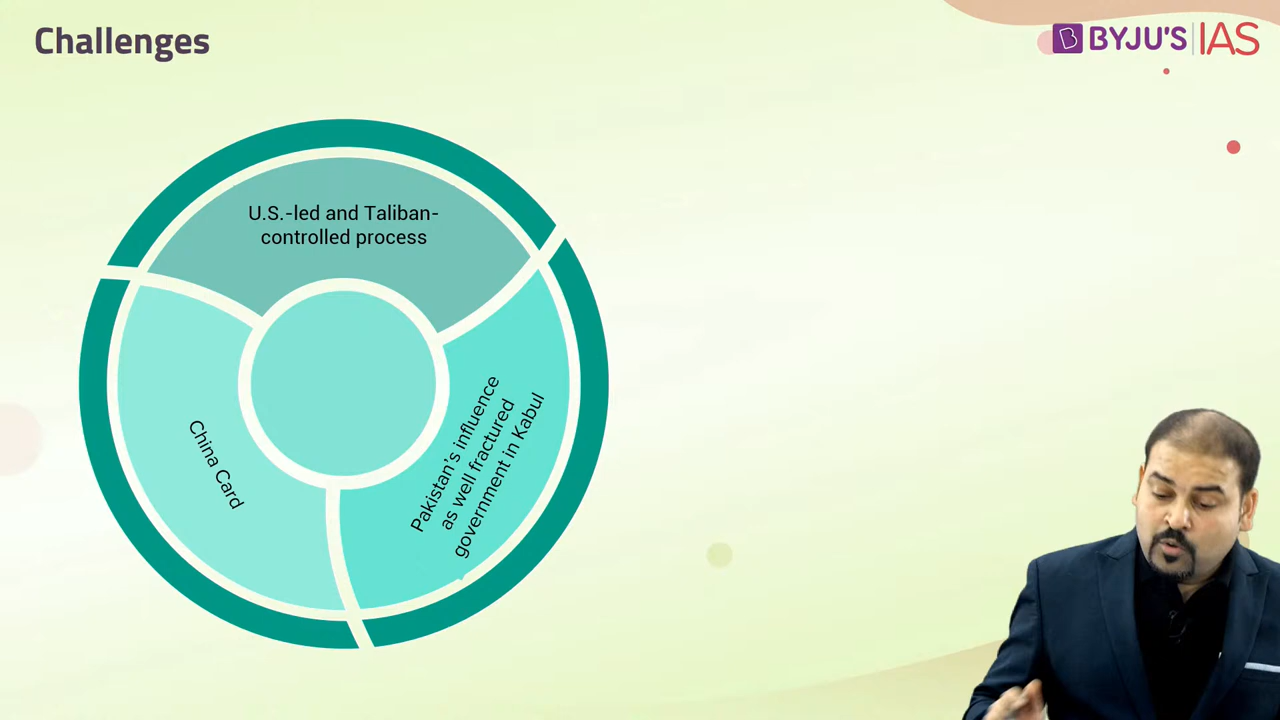 Challenges
BYJU'S IAS
U.S.-led and Taliban-
controlled process
Pakistan's influence
as well fractured
government in Kabul
China Card